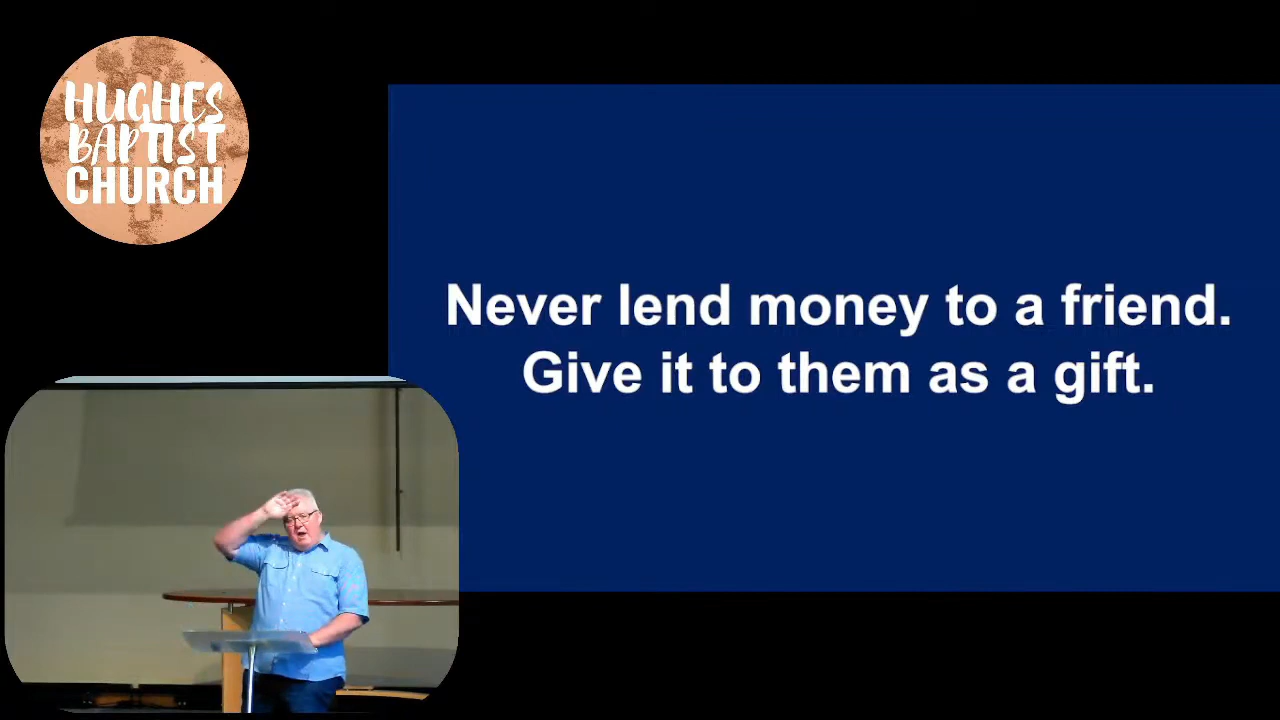 HUGHES
BAPTIST
CHURCH
Never lend money to a friend.
Give it to them as a gift.